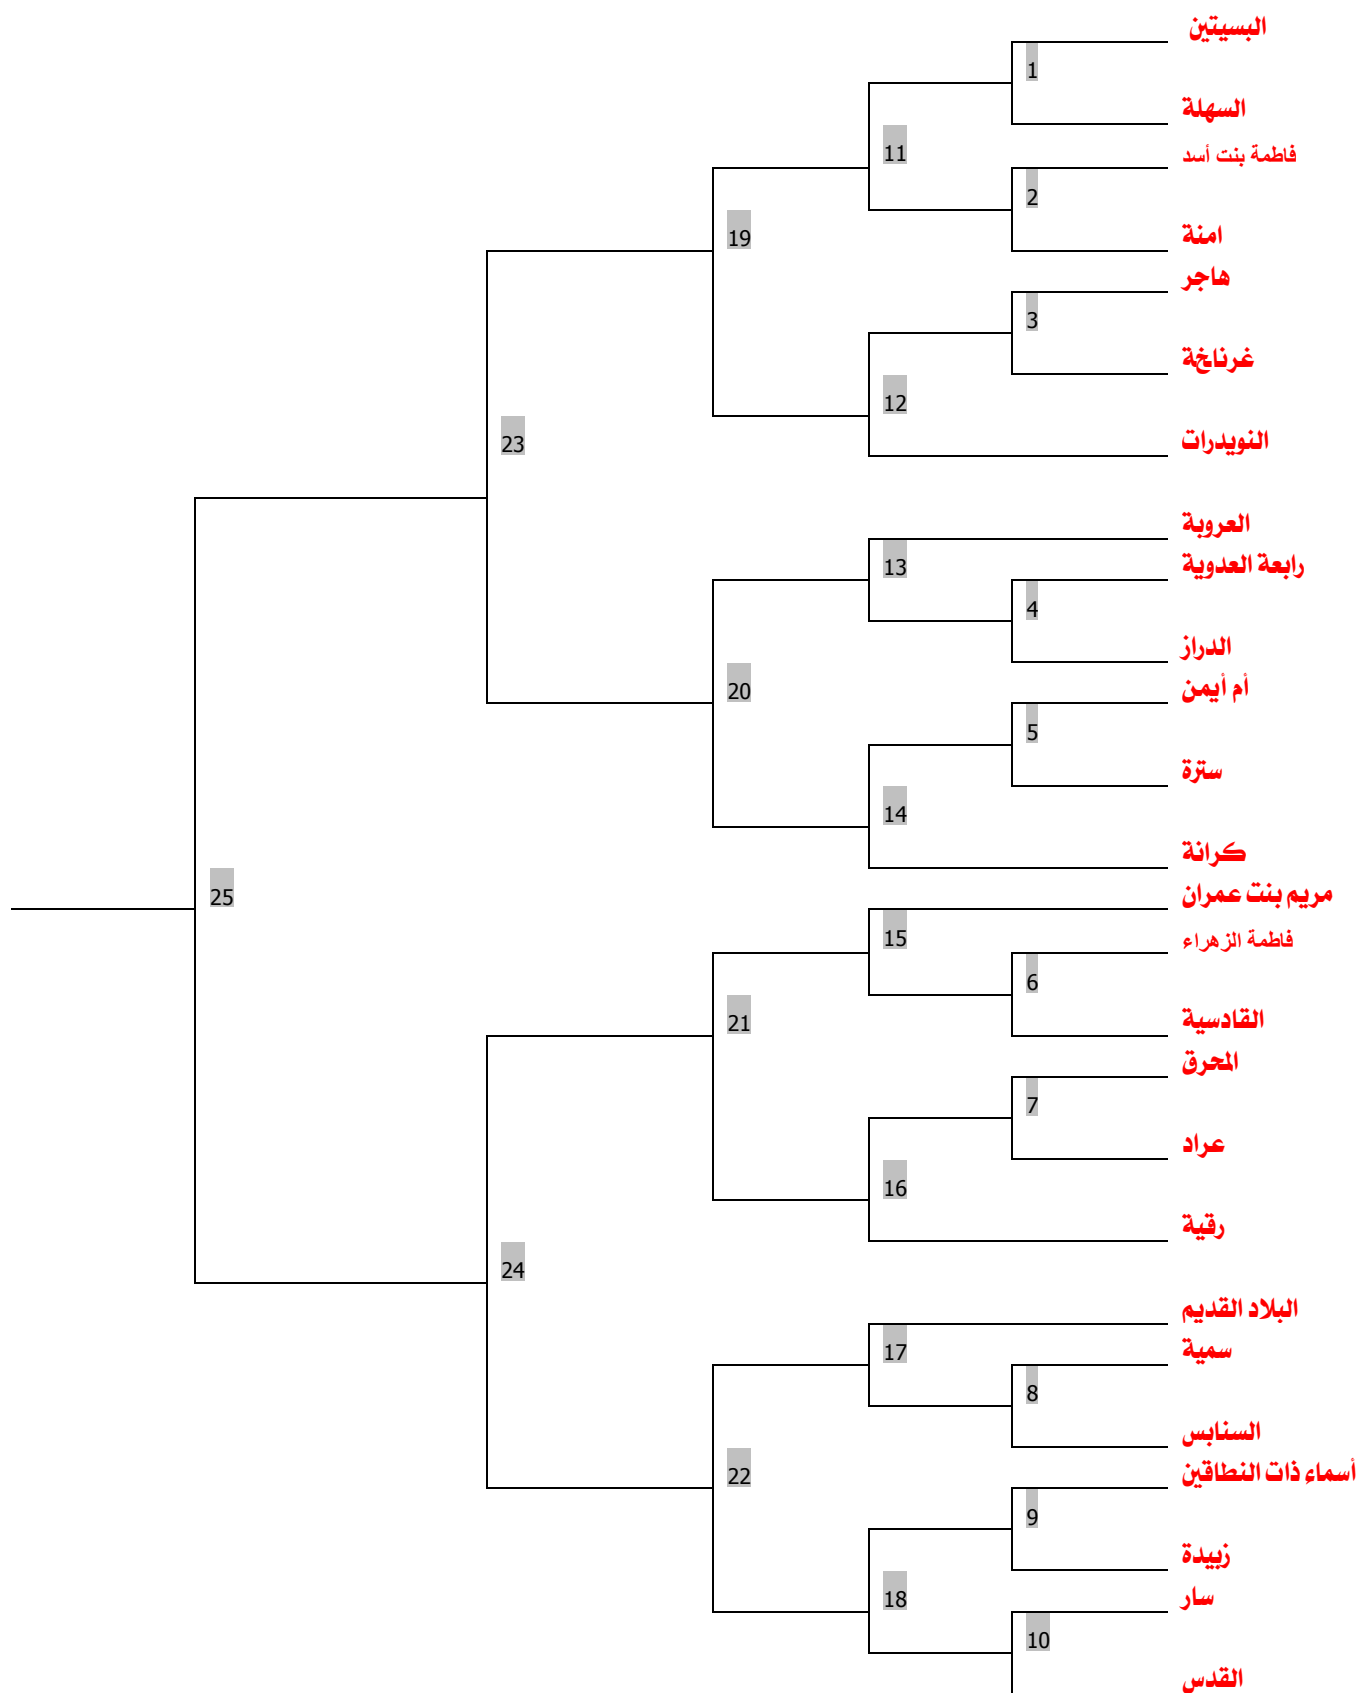 البسيتين
1
السهلة
11
فاطمة بنت أسد
2
19
امنة
هاجر
3
غرناخة
12
23
النويدرات
العروبة
13
رابعة العدوية
4
الدراز
20
أم أيمن
5
سترة
14
كرانة
25
مريم بنت عمران
15
فاطمة الزهراء
6
21
القادسية
المحرق
7
عراد
16
رقية
24
البلاد القديم
17
سمية
8
السنابس
22
أسماء ذات النطاقين
9
زبيدة
18
سار
10
القدس